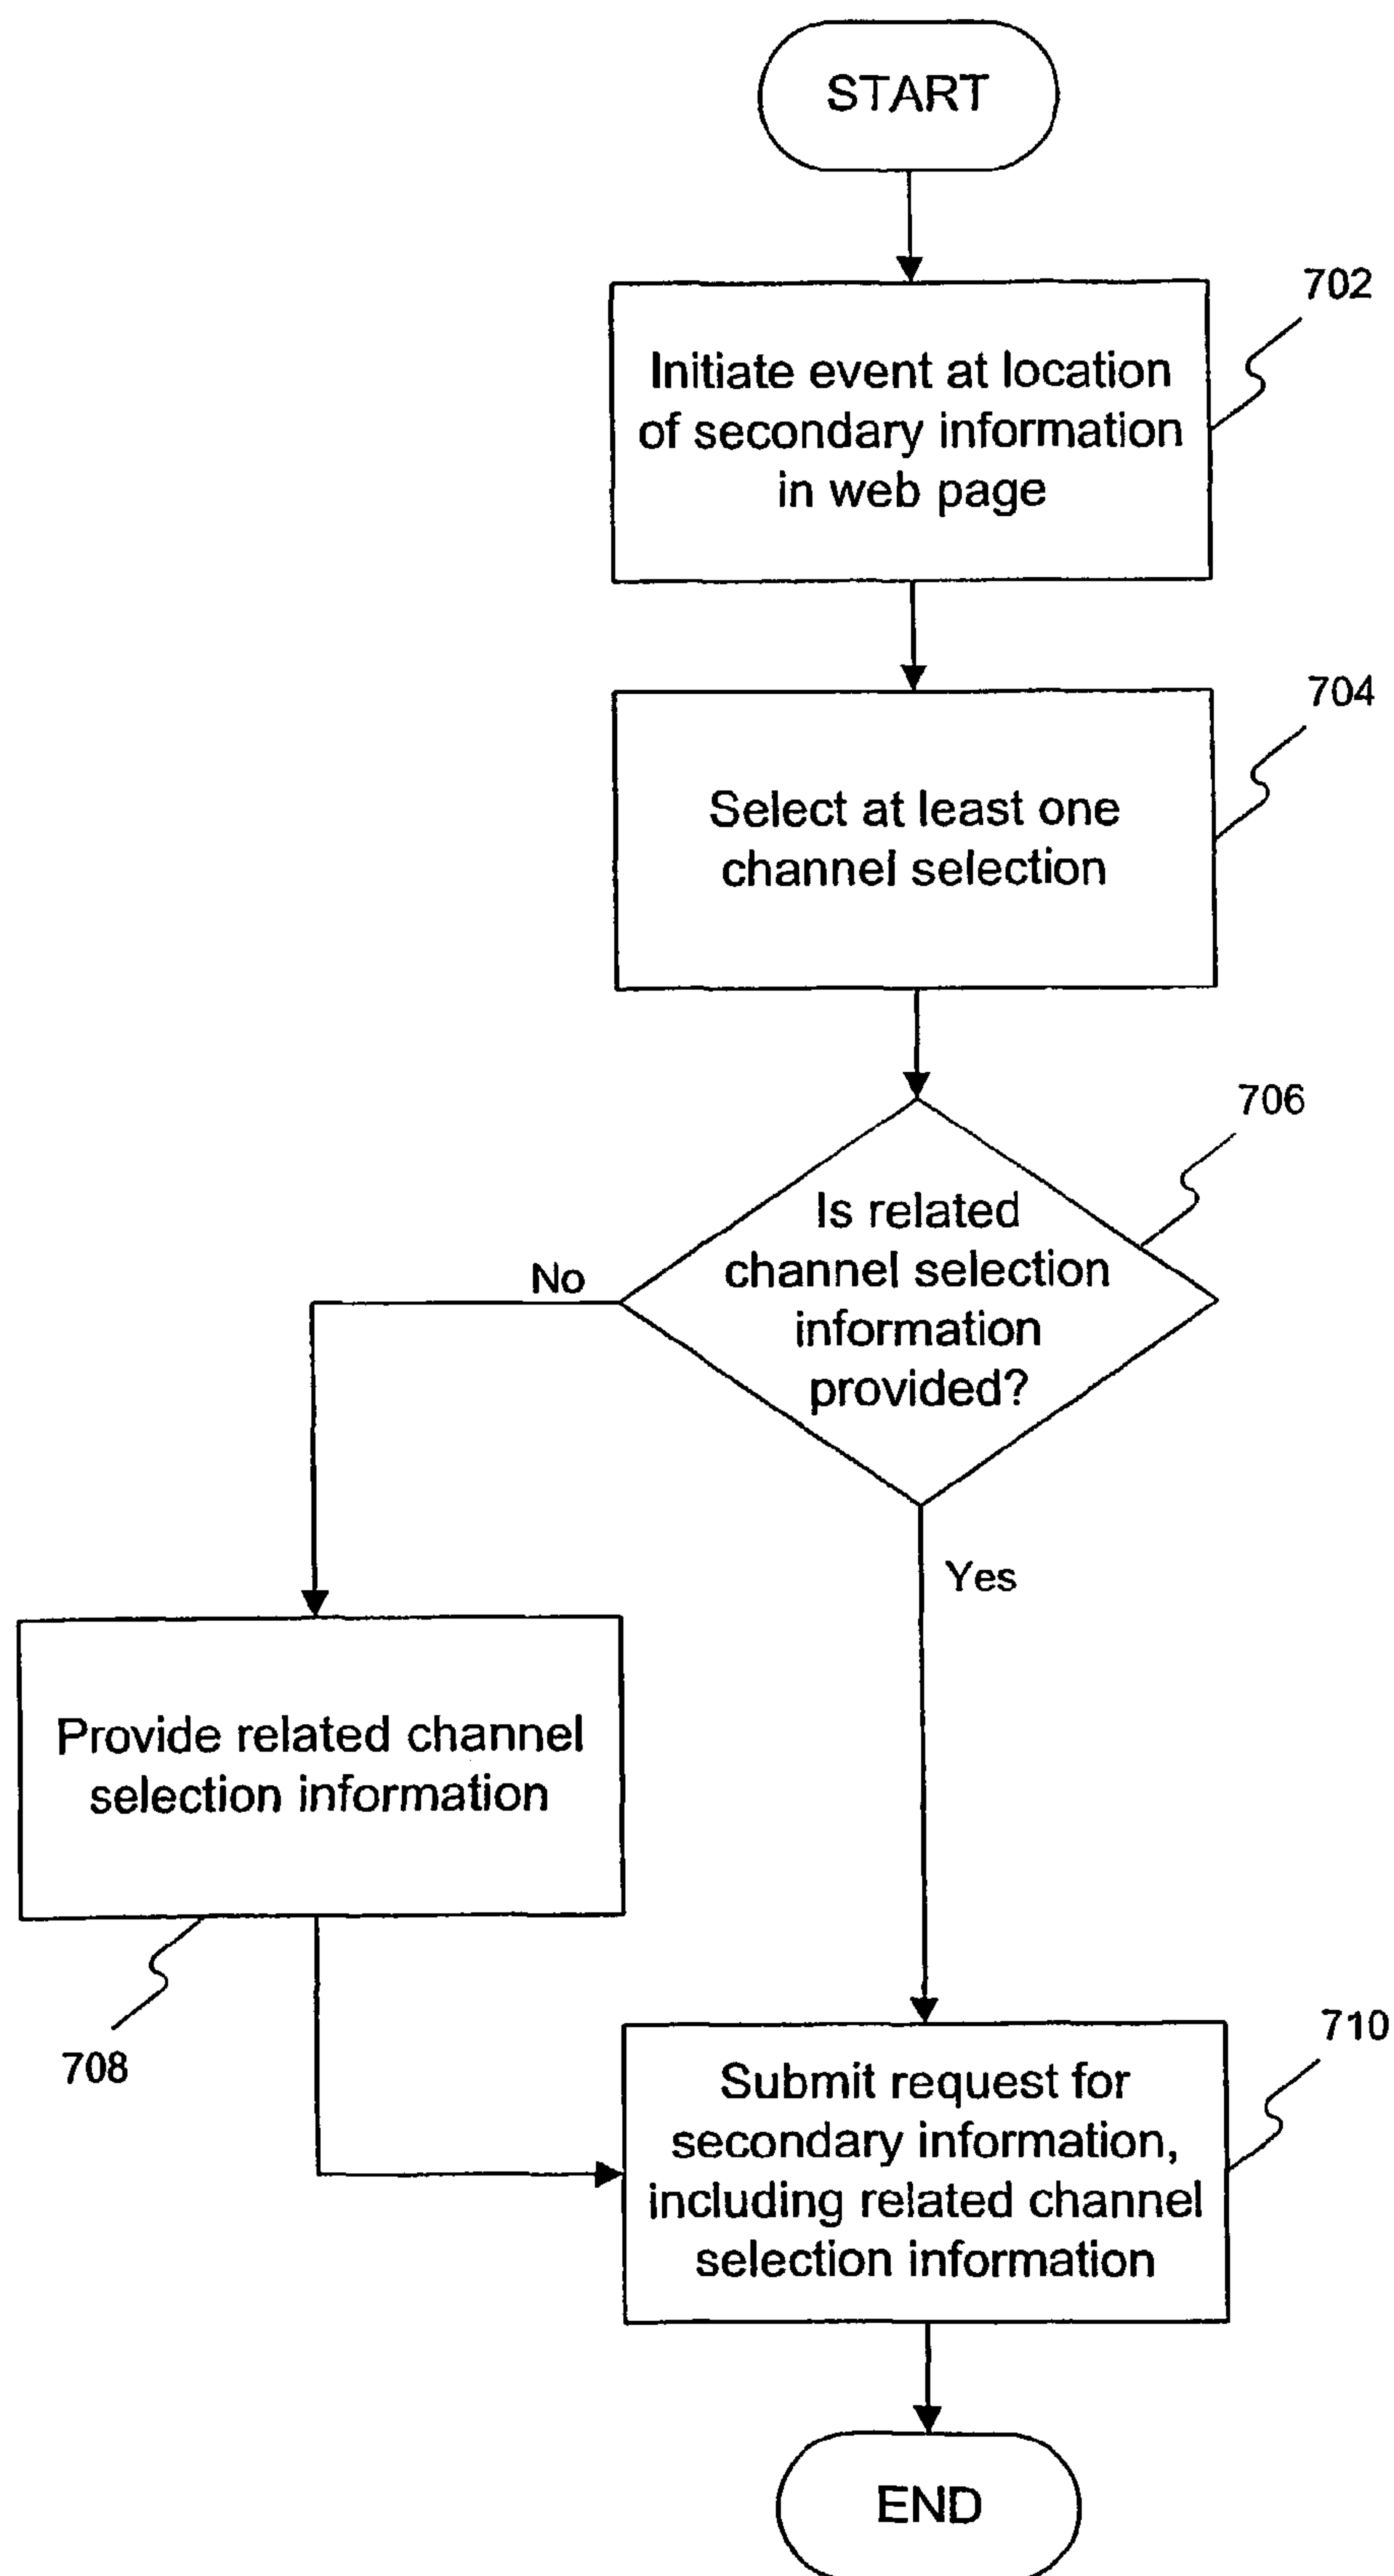 START
702
Initiate event at location
of secondary information
in web page
704
Select at least one
channel selection
706
Is related
channel selection
information
provided?
No
Yes
Provide related channel
selection information
708
710
Submit request for
secondary information,
including related channel
selection information
END